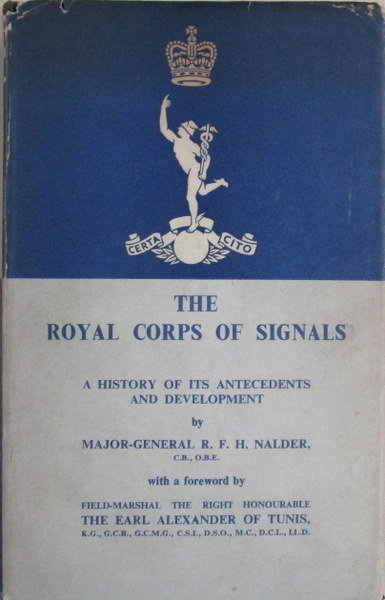 CERTA CITO
THE
ROYAL CORPS OF SIGNALS
A HISTORY OF ITS ANTECEDENTS
AND DEVELOPMENT
by
MAJOR-GENERAL R. F. H. NALDER,
C.B., O.B.E.
with a foreword by
FIELD-MARSHAL THE RIGHT HONOURABLE
THE EARL ALEXANDER OF TUNIS,
K.G., G.C.B., G.C.M.G., C.S.I., D.S.O., M.C., D.C.L., LL.D.